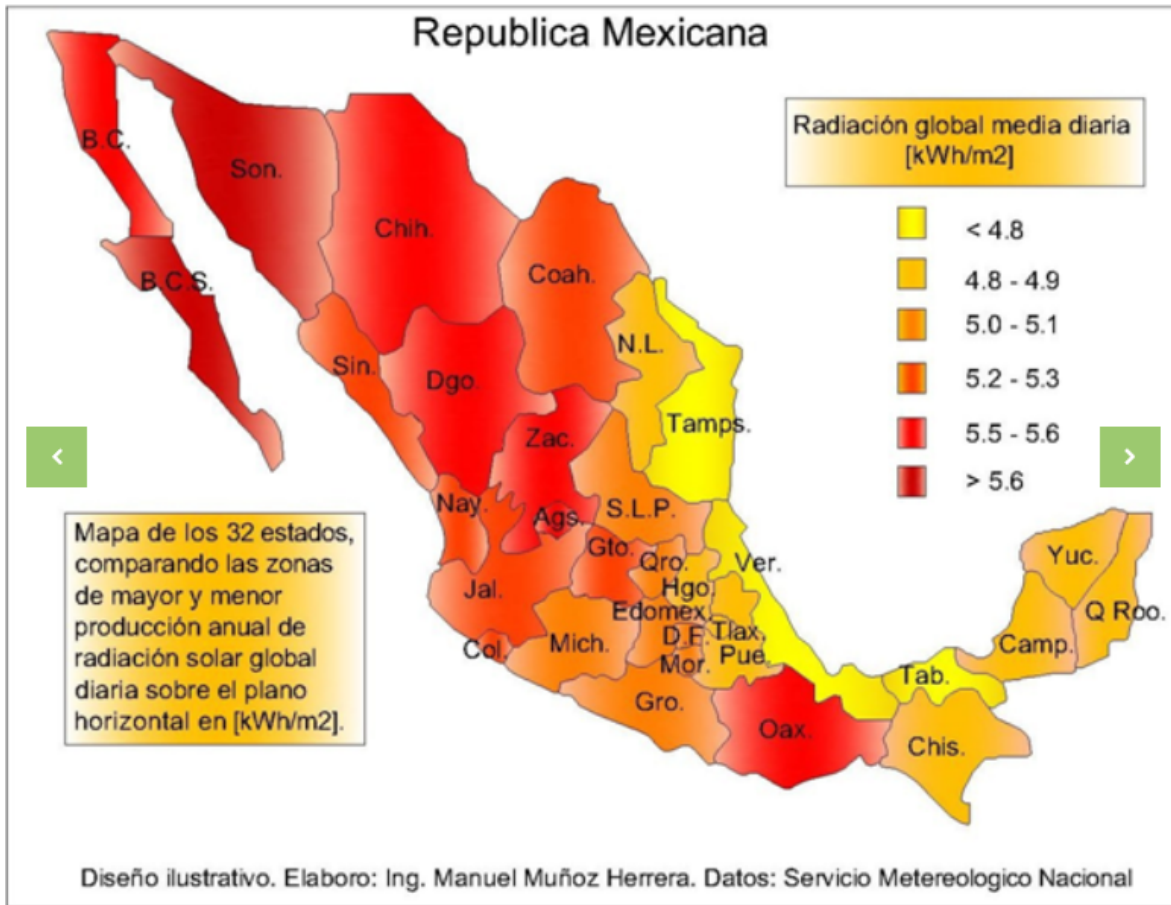 Republica Mexicana
Radiación global media diaria
[kWh/m2]
< 4.8
4.8 - 4.9
5.0 - 5.1
5.2 - 5.3
5.5 - 5.6
> 5.6
B.C.
Son.
Chih.
Coah.
B.C.S.
N.L.
Sin.
Dgo.
Tamps.
Zac.
Nay.
Ags.
S.L.P.
Gto.
Qro.
Ver.
Yuc.
Jal.
Hgo.
Edomex.
Q Roo.
Col.
Mich.
D.F.
Tlax.
Camp.
Mor.
Pue.
Tab.
Gro.
Oax.
Chis.
Mapa de los 32 estados,
comparando las zonas
de mayor y menor
producción anual de
radiación solar global
diaria sobre el plano
horizontal en [kWh/m2].
Diseño ilustrativo. Elaboro: Ing. Manuel Muñoz Herrera. Datos: Servicio Metereologico Nacional